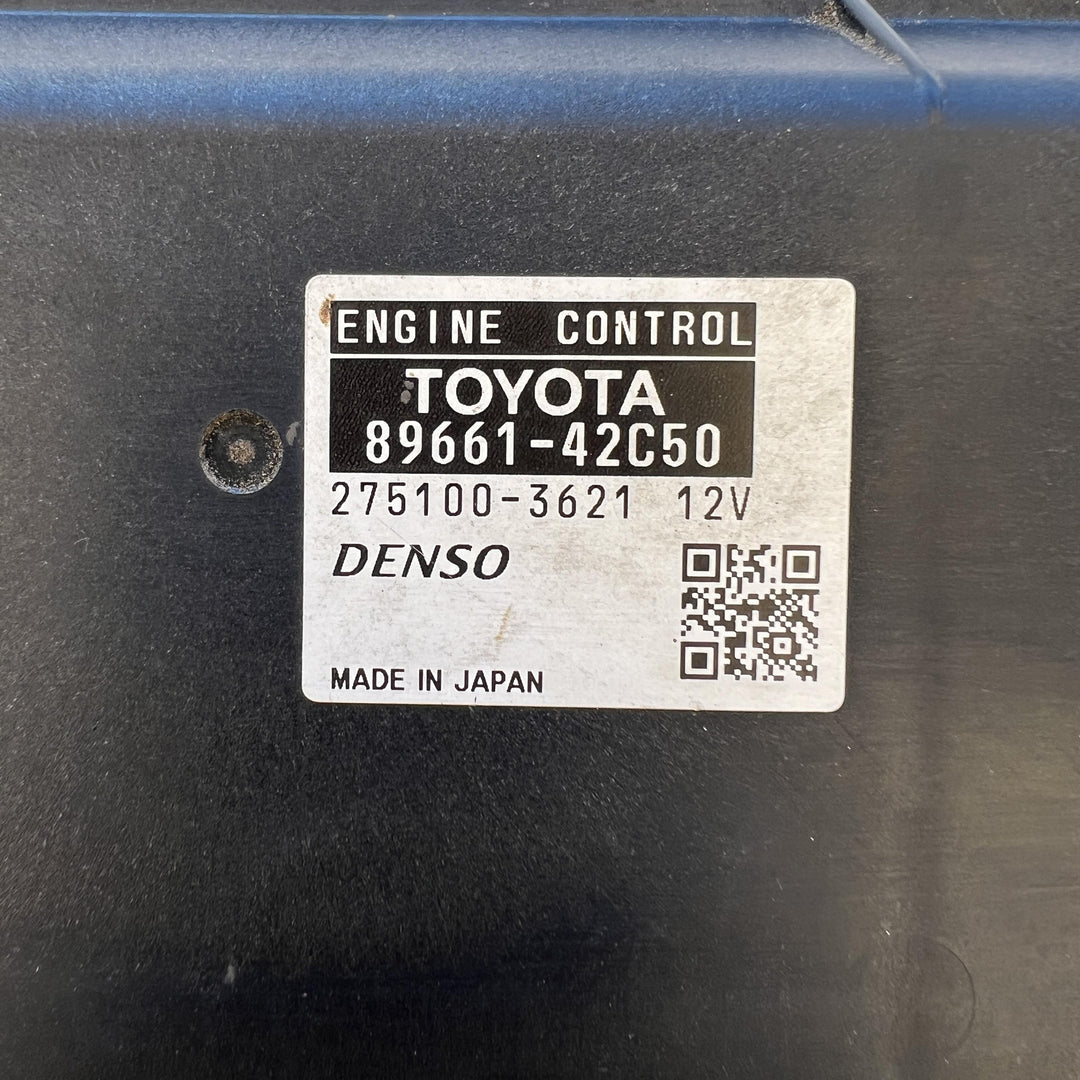 ENGINE CONTROL
TOYOTA
89661-42C50
275100-3621 12V
DENSO
MADE IN JAPAN